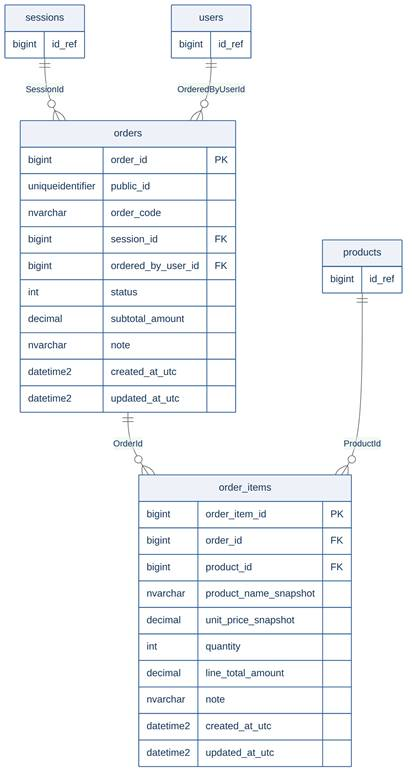 sessions
bigint id_ref
users
bigint id_ref
SessionId
OrderedByUserId
orders
bigint order_id PK
uniqueidentifier public_id
nvarchar order_code
bigint session_id FK
bigint ordered_by_user_id FK
int status
decimal subtotal_amount
nvarchar note
datetime2 created_at_utc
datetime2 updated_at_utc
products
bigint id_ref
OrderId
ProductId
order_items
bigint order_item_id PK
bigint order_id FK
bigint product_id FK
nvarchar product_name_snapshot
decimal unit_price_snapshot
int quantity
decimal line_total_amount
nvarchar note
datetime2 created_at_utc
datetime2 updated_at_utc